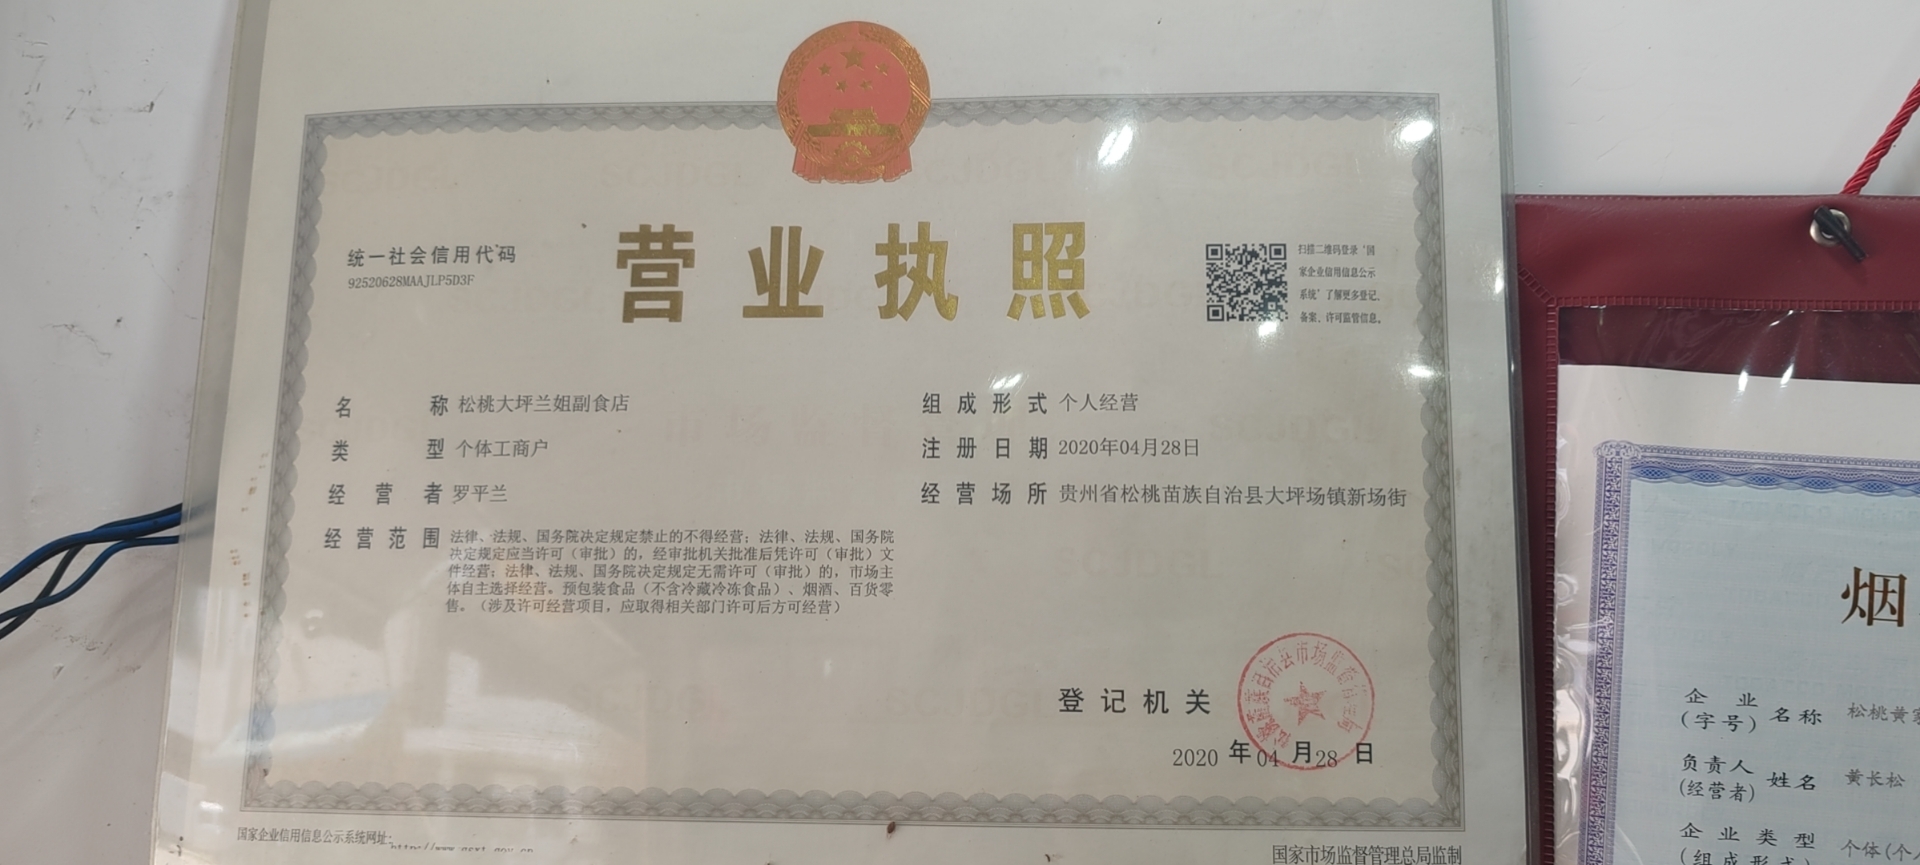 营业执照
统一社会信用代码
92520628MAAJLP5D3F
扫描二维码登录‘国
家企业信用信息公示
系统’了解更多登记、
备案、许可监管信息。
名称 松桃大坪兰姐副食店
类型 个体工商户
经营者 罗平兰
经营范围 法律、法规、国务院决定规定禁止的不得经营；法律、法规、国务院
决定规定应当许可（审批）的，经审批机关批准后凭许可（审批）文
件经营；法律、法规、国务院决定规定无需许可（审批）的，市场主
体自主选择经营。预包装食品（不含冷藏冷冻食品）、烟酒、百货零
售。（涉及许可经营项目，应取得相关部门许可后方可经营）
组成形式 个人经营
注册日期 2020年04月28日
经营场所 贵州省松桃苗族自治县大坪场镇新场街
登记机关
2020 年 04 月 28 日
国家企业信用信息公示系统网址：
国家市场监督管理总局监制
烟
企业
(字号) 名称 松桃黄
负责人
(经营者) 姓名 黄长松
企业类型
(组成形式) 个体(个